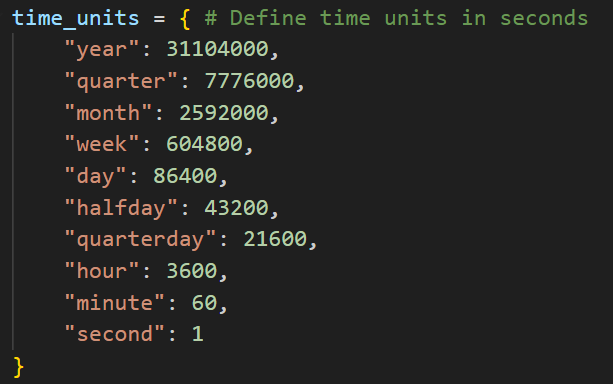 time_units = { # Define time units in seconds
    "year": 31104000,
    "quarter": 7776000,
    "month": 2592000,
    "week": 604800,
    "day": 86400,
    "halfday": 43200,
    "quarterday": 21600,
    "hour": 3600,
    "minute": 60,
    "second": 1
}